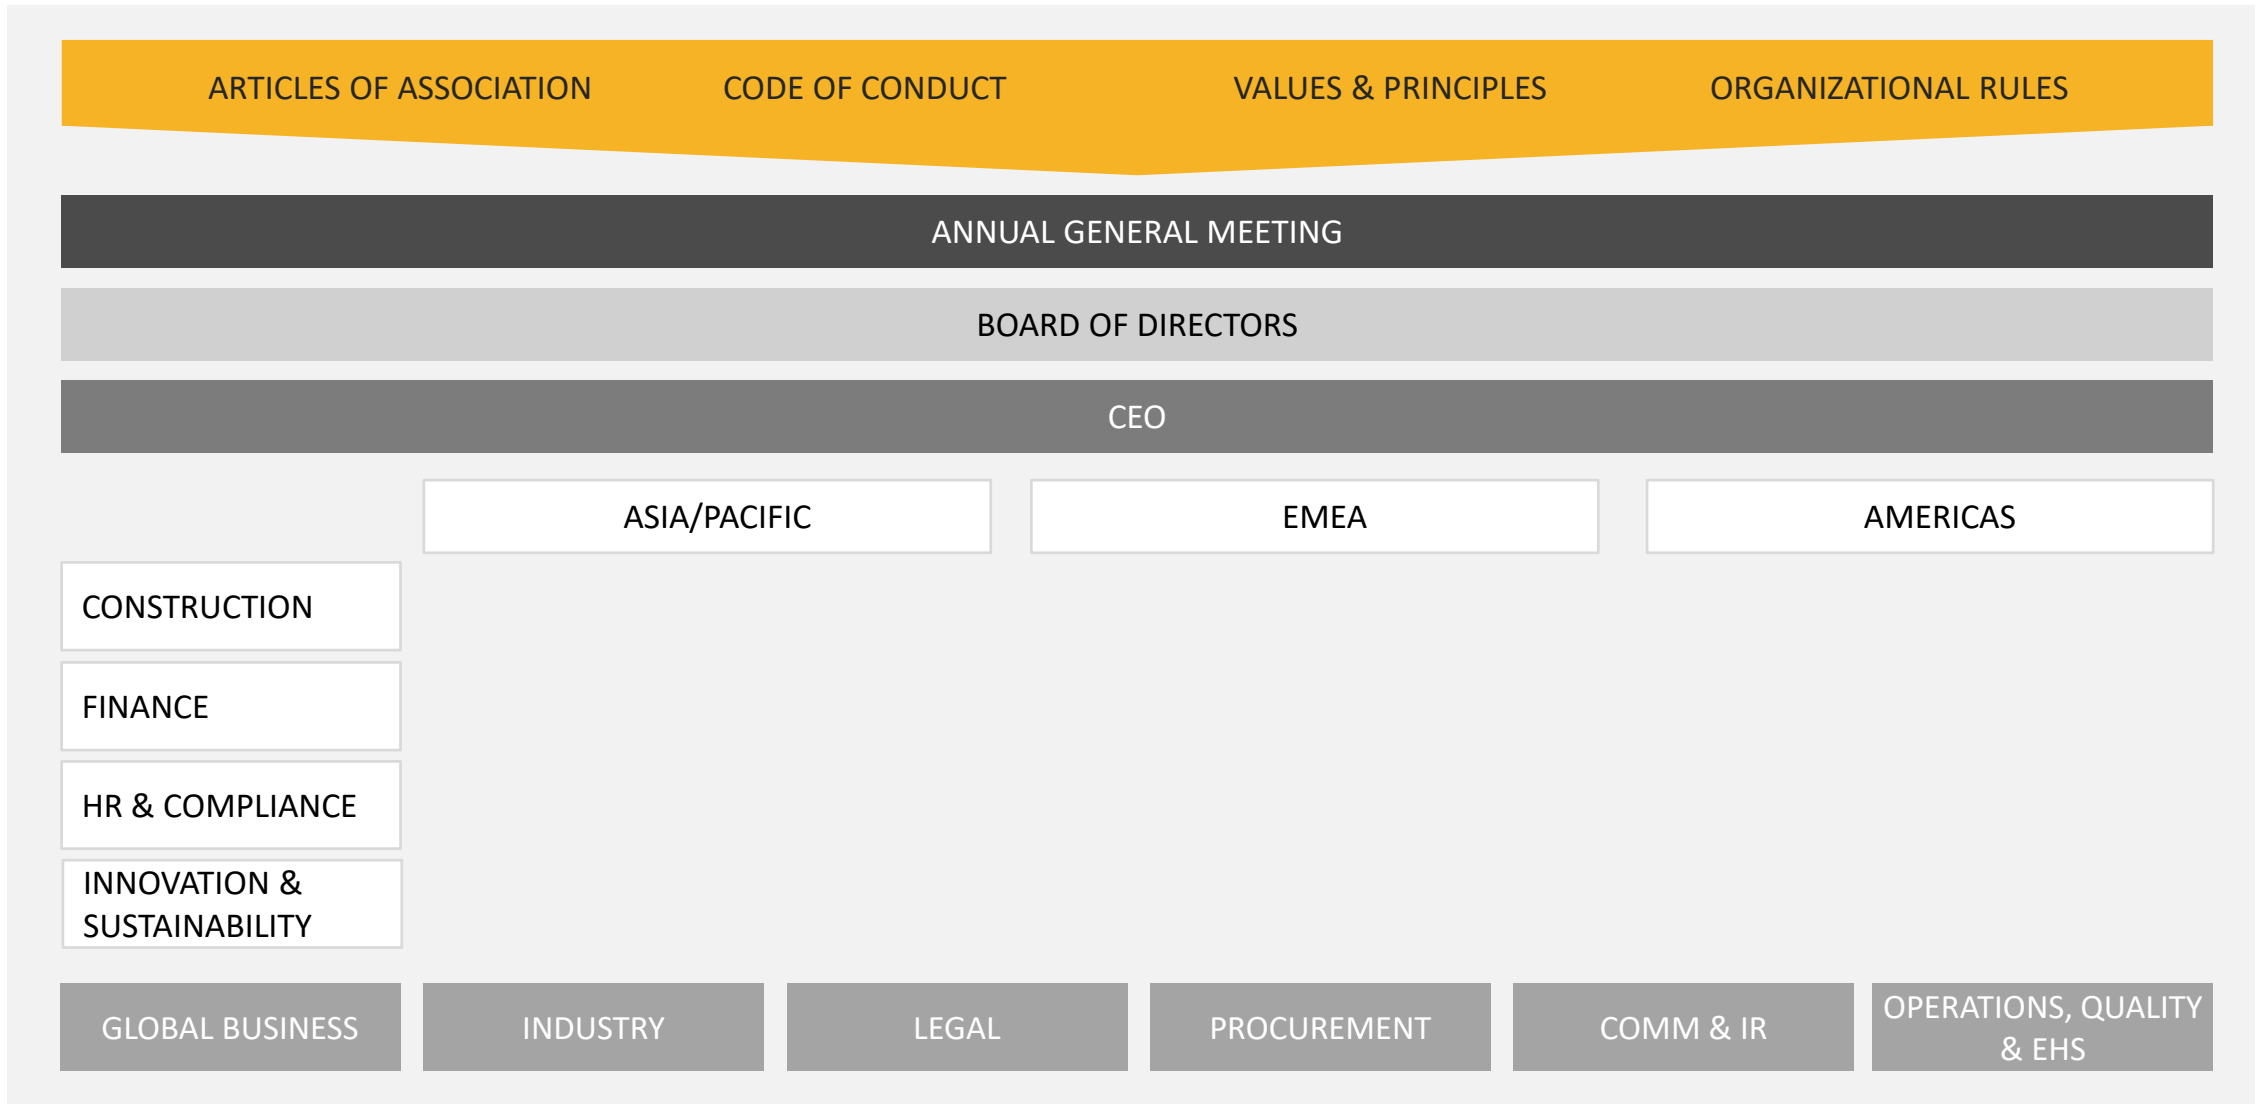 ARTICLES OF ASSOCIATION CODE OF CONDUCT VALUES & PRINCIPLES ORGANIZATIONAL RULES
ANNUAL GENERAL MEETING
BOARD OF DIRECTORS
CEO
ASIA/PACIFIC EMEA AMERICAS
CONSTRUCTION
FINANCE
HR & COMPLIANCE
INNOVATION &
SUSTAINABILITY
GLOBAL BUSINESS INDUSTRY LEGAL PROCUREMENT COMM & IR OPERATIONS, QUALITY
& EHS